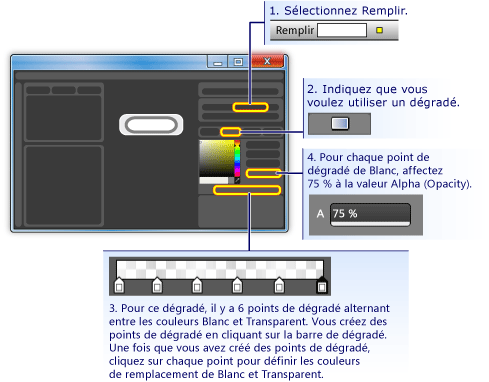 1. Sélectionnez Remplir.
Remplir
X
2. Indiquez que vous
voulez utiliser un dégradé.
4. Pour chaque point de
dégradé de Blanc, affectez
75 % à la valeur Alpha (Opacity).
A 75 %
3. Pour ce dégradé, il y a 6 points de dégradé alternant
entre les couleurs Blanc et Transparent. Vous créez des
points de dégradé en cliquant sur la barre de dégradé.
Une fois que vous avez créé des points de dégradé,
cliquez sur chaque point pour définir les couleurs
de remplacement de Blanc et Transparent.